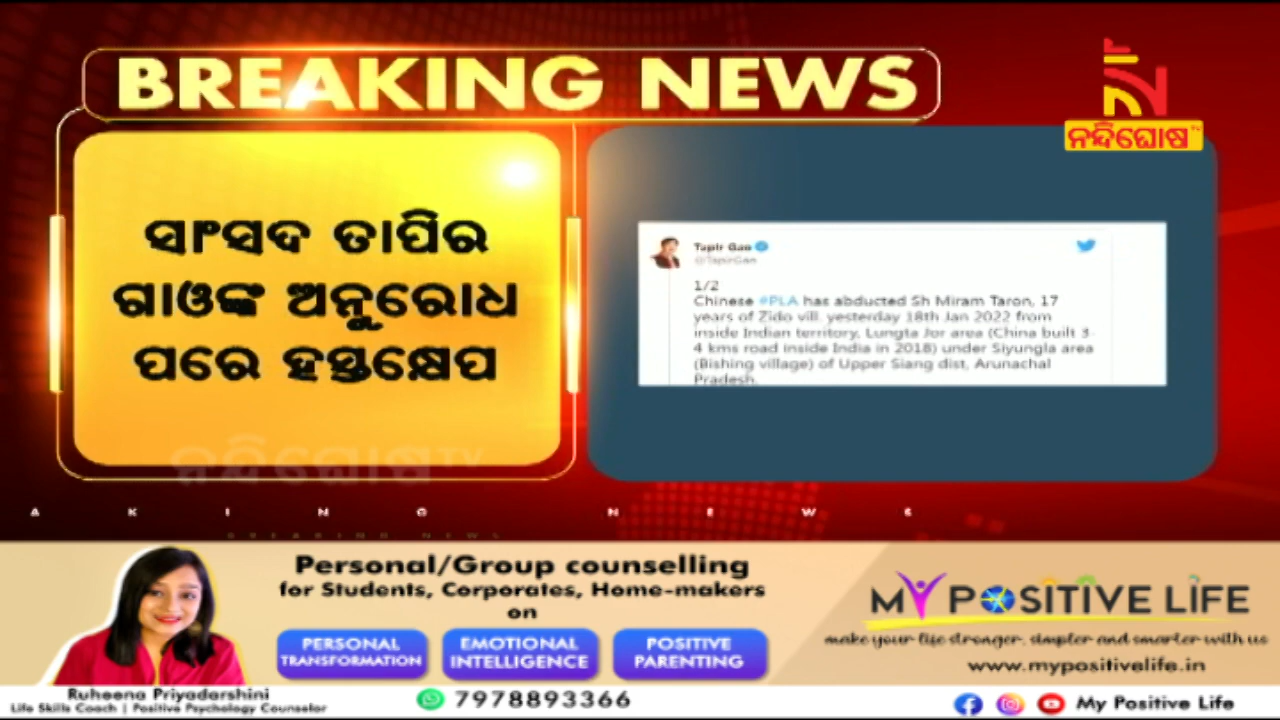 BREAKING NEWS
ନନ୍ଦିଘୋଷ TV
ସାଂସଦ ତାପିର
ଗାଓଙ୍କ ଅନୁରୋଧ
ପରେ ହସ୍ତକ୍ଷେପ
Tapir Gao
@TapirGao
1/2
Chinese #PLA has abducted Sh Miram Taron, 17
years of Zido vill. yesterday 18th Jan 2022 from
inside Indian territory, Lungta Jor area (China built 3-
4 kms road inside India in 2018) under Siyungla area
(Bishing village) of Upper Siang dist, Arunachal
Pradesh.
ନନ୍ଦିଘୋଷ TV
A K I N G N E W S
BREAKING NEWS
Personal/Group counselling
for Students, Corporates, Home-makers
on
PERSONAL
TRANSFORMATION
EMOTIONAL
INTELLIGENCE
POSITIVE
PARENTING
MY POSITIVE LIFE
make your life stronger, simpler and smarter with us
www.mypositivelife.in
Ruheena Priyadarshini
Life Skills Coach | Positive Psychology Counselor
7978893366
My Positive Life